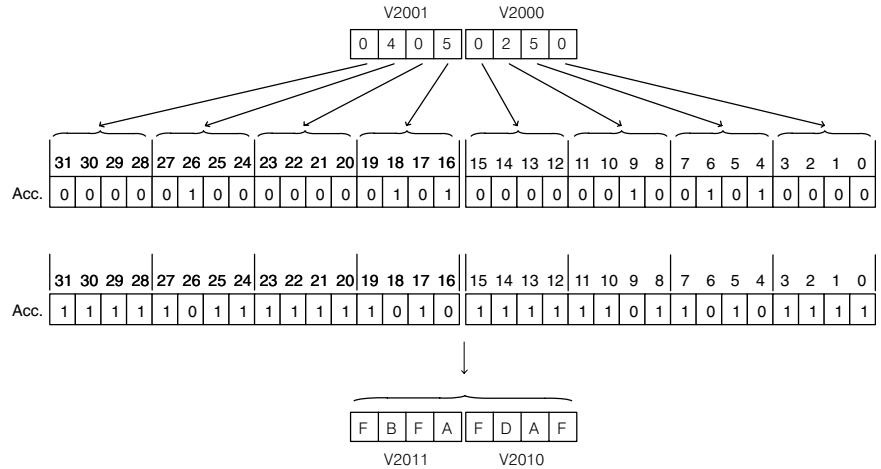 V2001 V2000
0 4 0 5 0 2 5 0
31 30 29 28 27 26 25 24 23 22 21 20 19 18 17 16 15 14 13 12 11 10 9 8 7 6 5 4 3 2 1 0
Acc. 0 0 0 0 0 1 0 0 0 0 0 0 0 1 0 1 0 0 0 0 0 0 1 0 0 1 0 1 0 0 0 0
31 30 29 28 27 26 25 24 23 22 21 20 19 18 17 16 15 14 13 12 11 10 9 8 7 6 5 4 3 2 1 0
Acc. 1 1 1 1 1 0 1 1 1 1 1 1 1 0 1 0 1 1 1 1 1 1 0 1 1 0 1 0 1 1 1 1
F B F A F D A F
V2011 V2010